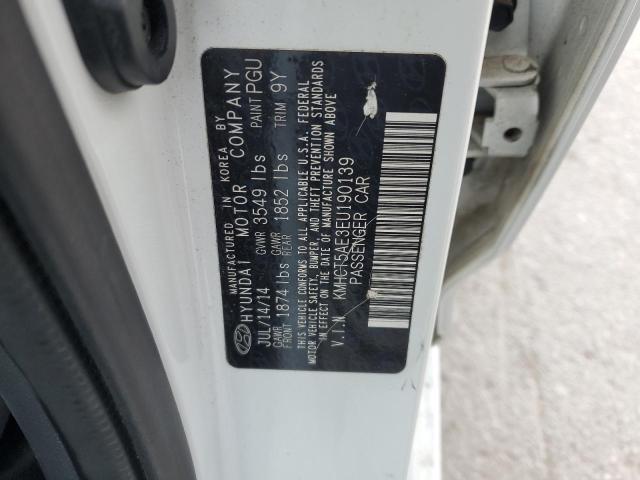 MANUFACTURED IN KOREA BY
HYUNDAI MOTOR COMPANY
JUL/14/14 GVWR 3549 lbs PAINT PGU
GAWR FRONT 1874 lbs GAWR REAR 1852 lbs TRIM 9Y
THIS VEHICLE CONFORMS TO ALL APPLICABLE U.S.A. FEDERAL
MOTOR VEHICLE SAFETY, BUMPER, AND THEFT PREVENTION STANDARDS
IN EFFECT ON THE DATE OF MANUFACTURE SHOWN ABOVE
V.I.N KMHCT5AE3EU190139
PASSENGER CAR